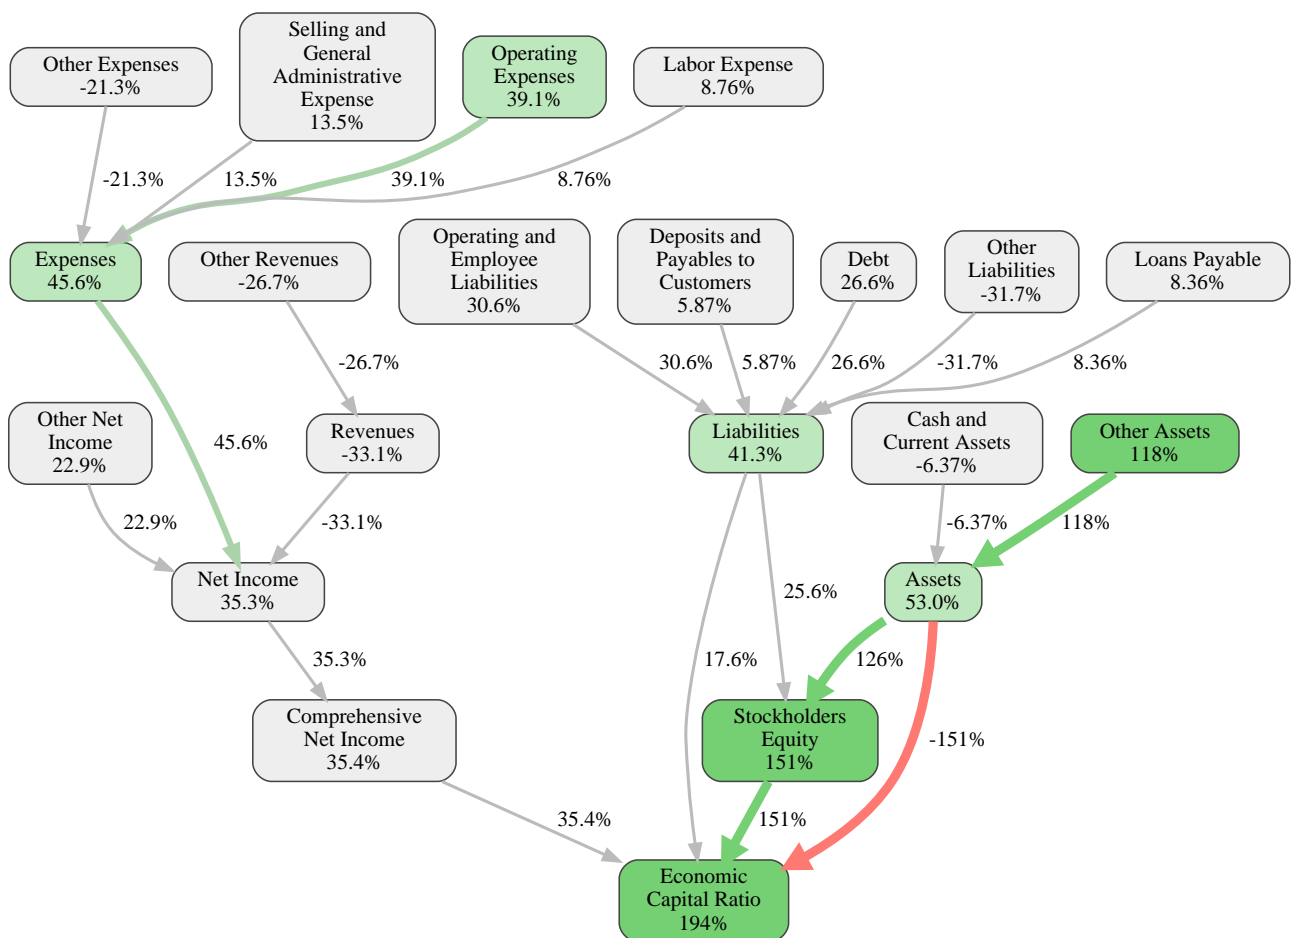 Other Expenses
-21.3%
Selling and
General
Administrative
Expense
13.5%
Operating
Expenses
39.1%
Labor Expense
8.76%
-21.3%
13.5%
39.1%
8.76%
Expenses
45.6%
Other Revenues
-26.7%
Operating and
Employee
Liabilities
30.6%
Deposits and
Payables to
Customers
5.87%
Debt
26.6%
Other
Liabilities
-31.7%
Loans Payable
8.36%
-26.7%
30.6%
5.87%
26.6%
-31.7%
8.36%
Other Net
Income
22.9%
45.6%
Revenues
-33.1%
Liabilities
41.3%
Cash and
Current Assets
-6.37%
Other Assets
118%
22.9%
-33.1%
-6.37%
118%
Net Income
35.3%
25.6%
Assets
53.0%
35.3%
17.6%
126%
Comprehensive
Net Income
35.4%
Stockholders
Equity
151%
-151%
35.4%
151%
Economic
Capital Ratio
194%